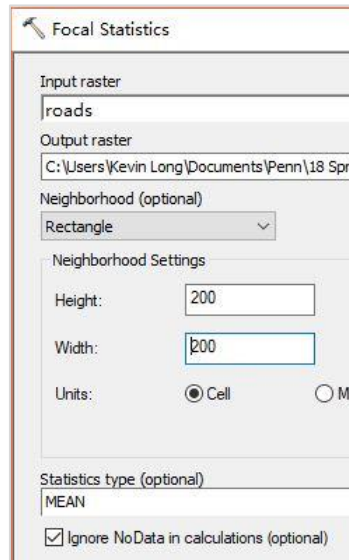 Focal Statistics
Input raster
roads
Output raster
C:\Users\Kevin Long\Documents\Penn\18 Spr
Neighborhood (optional)
Rectangle
Neighborhood Settings
Height: 200
Width: 200
Units: Cell M
Statistics type (optional)
MEAN
Ignore NoData in calculations (optional)